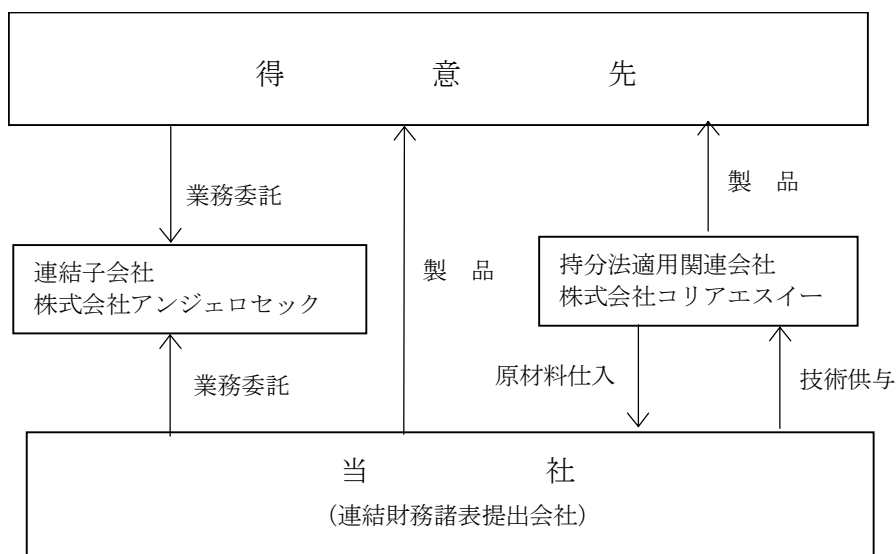 得意先
業務委託
製品
連結子会社
株式会社アンジェロセック
製品
持分法適用関連会社
株式会社コリアエスイー
業務委託
原材料仕入
技術供与
当社
(連結財務諸表提出会社)